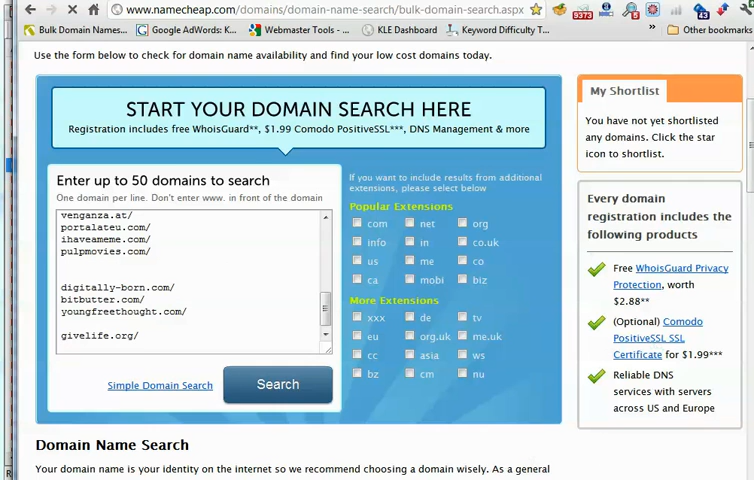 www.namecheap.com/domains/domain-name-search/bulk-domain-search.aspx
9373
5
43
Bulk Domain Names...
Google AdWords: K...
Webmaster Tools - ...
KLE Dashboard
Keyword Difficulty T...
»
Other bookmarks
Use the form below to check for domain name availability and find your low cost domains today.
START YOUR DOMAIN SEARCH HERE
Registration includes free WhoisGuard**, $1.99 Comodo PositiveSSL***, DNS Management & more
Enter up to 50 domains to search
One domain per line. Don't enter www. in front of the domain
venganza.at/
portalateu.com/
ihaveameme.com/
pulpmovies.com/
digitally-born.com/
bitbutter.com/
youngfreethought.com/
givelife.org/
Simple Domain Search
Search
If you want to include results from additional
extensions, please select below
Popular Extensions
com net org
info in co.uk
us me co
ca mobi biz
More Extensions
xxx de tv
eu org.uk me.uk
cc asia ws
bz cm nu
My Shortlist
You have not yet shortlisted
any domains. Click the star
icon to shortlist.
Every domain
registration includes the
following products
Free WhoisGuard Privacy
Protection, worth
$2.88**
(Optional) Comodo
PositiveSSL SSL
Certificate for $1.99***
Reliable DNS
services with servers
across US and Europe
Domain Name Search
Your domain name is your identity on the internet so we recommend choosing a domain wisely. As a general